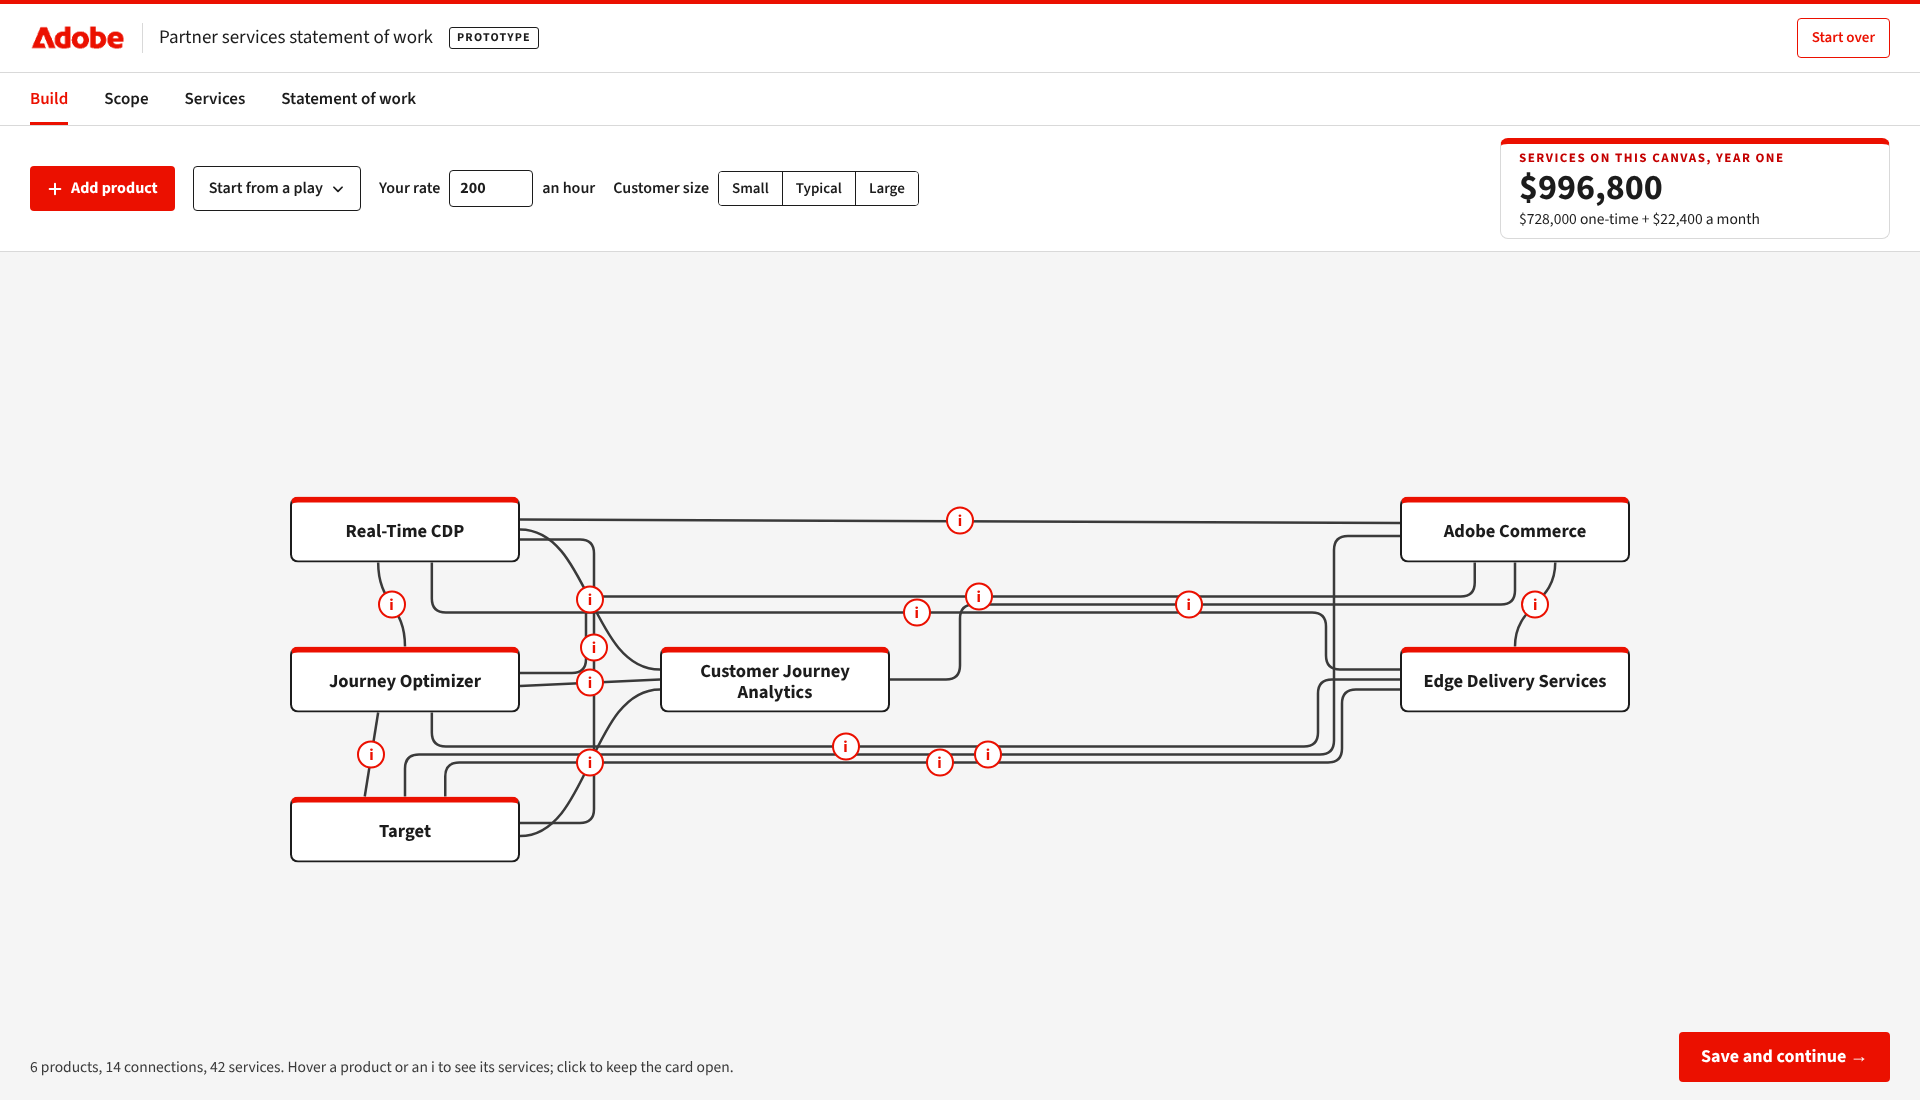 Adobe
Partner services statement of work
PROTOTYPE
Start over
Build
Scope
Services
Statement of work
Add product
Start from a play
Your rate
200
an hour
Customer size
Small
Typical
Large
SERVICES ON THIS CANVAS, YEAR ONE
$996,800
$728,000 one-time + $22,400 a month
Real-Time CDP
i
Adobe Commerce
i
i
i
i
i
i
i
Journey Optimizer
i
Customer Journey
Analytics
Edge Delivery Services
i
i
i
i
i
Target
6 products, 14 connections, 42 services. Hover a product or an i to see its services; click to keep the card open.
Save and continue →